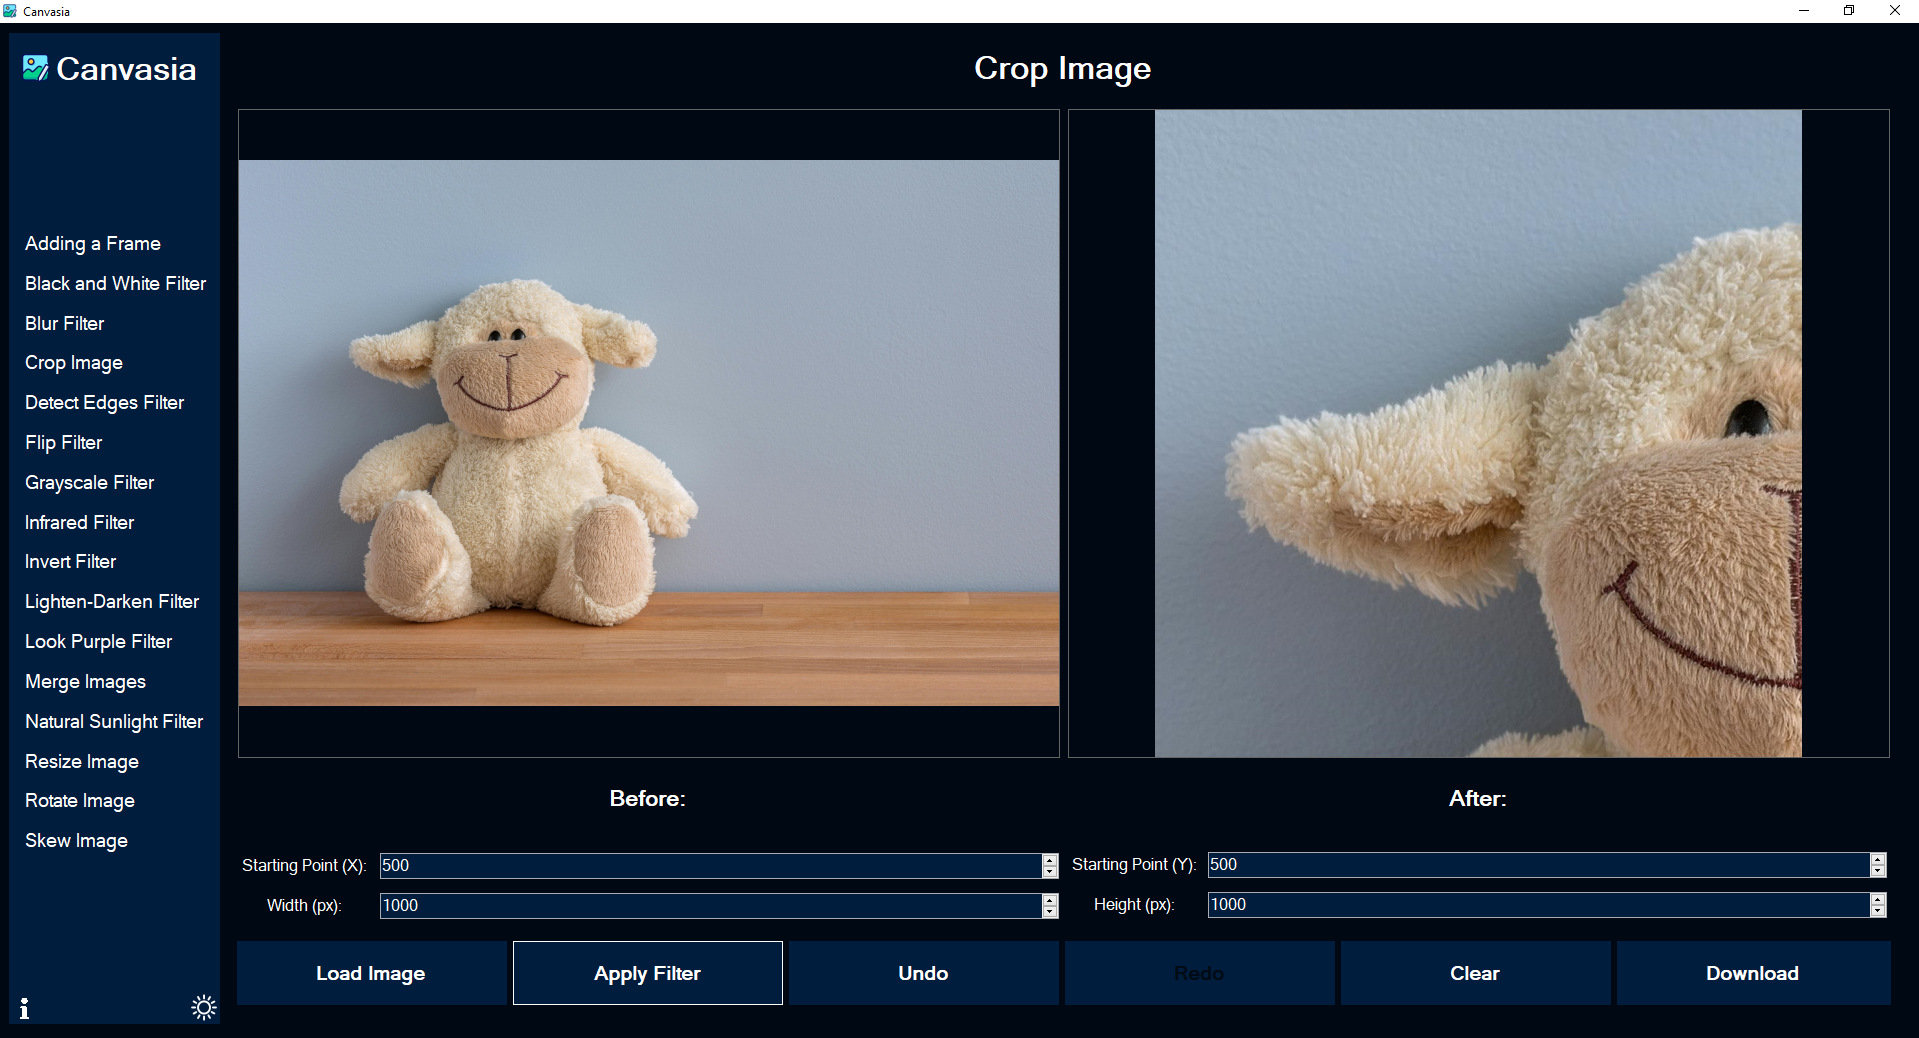 Canvasia
Canvasia
Crop Image
Adding a Frame
Black and White Filter
Blur Filter
Crop Image
Detect Edges Filter
Flip Filter
Grayscale Filter
Infrared Filter
Invert Filter
Lighten-Darken Filter
Look Purple Filter
Merge Images
Natural Sunlight Filter
Resize Image
Rotate Image
Skew Image
Before:
After:
Starting Point (X): 500
Starting Point (Y): 500
Width (px): 1000
Height (px): 1000
Load Image
Apply Filter
Undo
Redo
Clear
Download